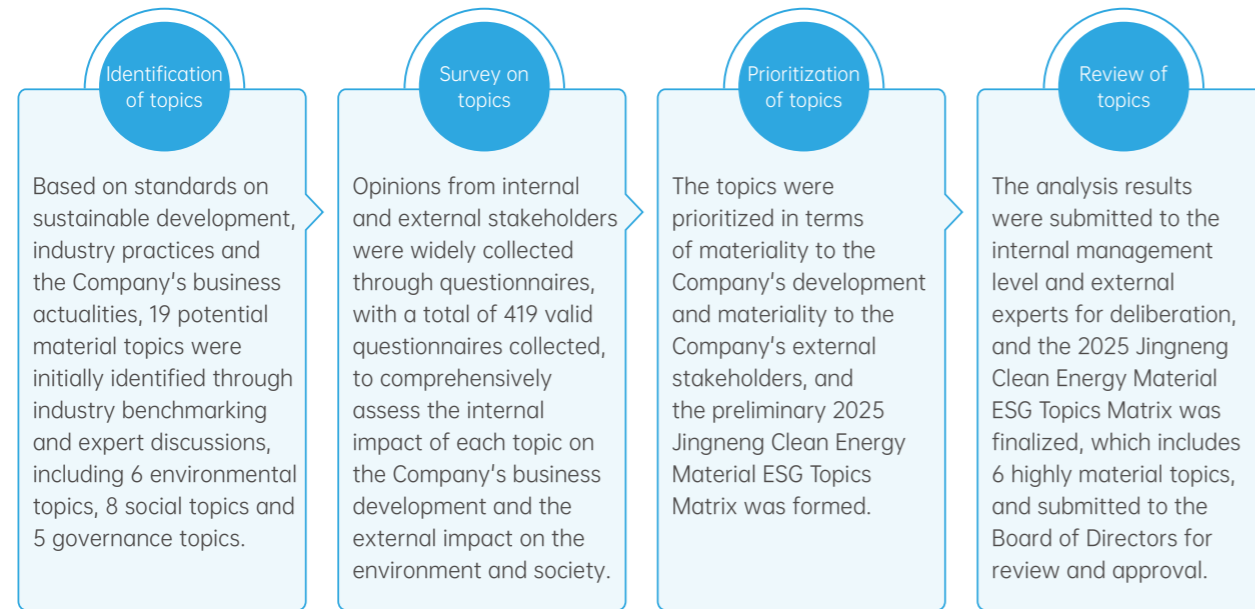 Identification
of topics
Based on standards on
sustainable development,
industry practices and
the Company's business
actualities, 19 potential
material topics were
initially identified through
industry benchmarking
and expert discussions,
including 6 environmental
topics, 8 social topics and
5 governance topics.
Survey on
topics
Opinions from internal
and external stakeholders
were widely collected
through questionnaires,
with a total of 419 valid
questionnaires collected,
to comprehensively
assess the internal
impact of each topic on
the Company's business
development and the
external impact on the
environment and society.
Prioritization
of topics
The topics were
prioritized in terms
of materiality to the
Company's development
and materiality to the
Company's external
stakeholders, and
the preliminary 2025
Jingneng Clean Energy
Material ESG Topics
Matrix was formed.
Review of
topics
The analysis results
were submitted to the
internal management
level and external
experts for deliberation,
and the 2025 Jingneng
Clean Energy Material
ESG Topics Matrix was
finalized, which includes
6 highly material topics,
and submitted to the
Board of Directors for
review and approval.